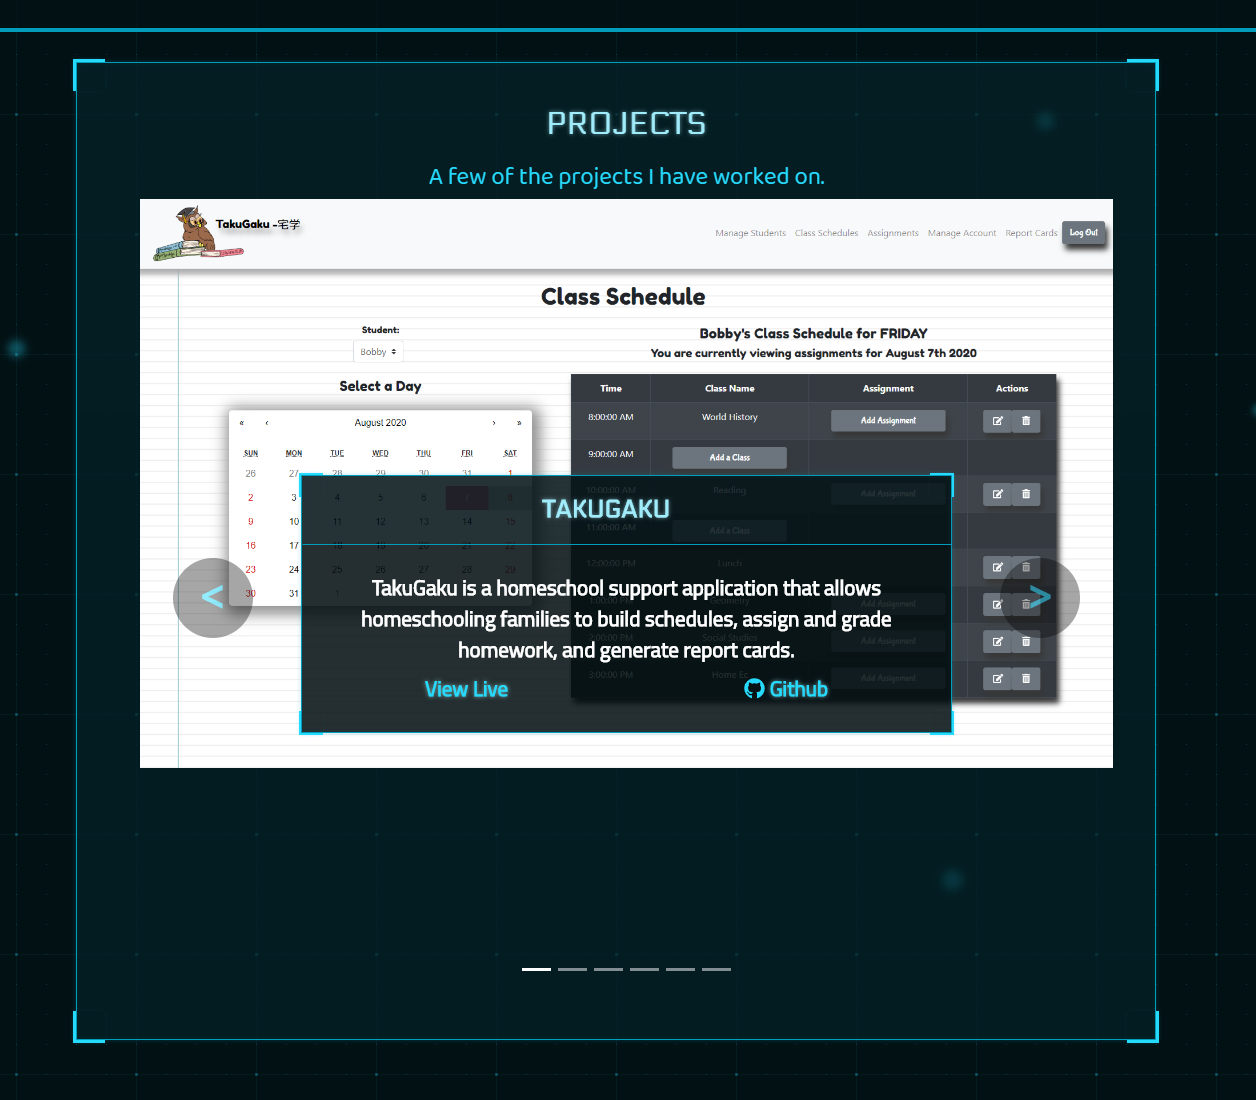 PROJECTS
A few of the projects I have worked on.
TakuGaku -宅学
Manage Students Class Schedules Assignments Manage Account Report Cards Log Out
Class Schedule
Student:
Bobby
Select a Day
« ‹ August 2020 › »
SUN MON TUE WED THU FRI SAT
26 27 28 29 30 31 1
2 3 4 5 6 7 8
9 10 11 12 13 14 15
16 17 18 19 20 21 22
23 24 25 26 27 28 29
30 31 1
Bobby's Class Schedule for FRIDAY
You are currently viewing assignments for August 7th 2020
Time Class Name Assignment Actions
8:00:00 AM World History Add Assignment
9:00:00 AM Add a Class
10:00:00 AM Reading Add Assignment
11:00:00 AM Add a Class
12:00:00 PM Lunch
1:00:00 PM Geometry Add Assignment
2:00:00 PM Social Studies Add Assignment
3:00:00 PM Home Ec Add Assignment
TAKUGAKU
TakuGaku is a homeschool support application that allows
homeschooling families to build schedules, assign and grade
homework, and generate report cards.
View Live Github
< >